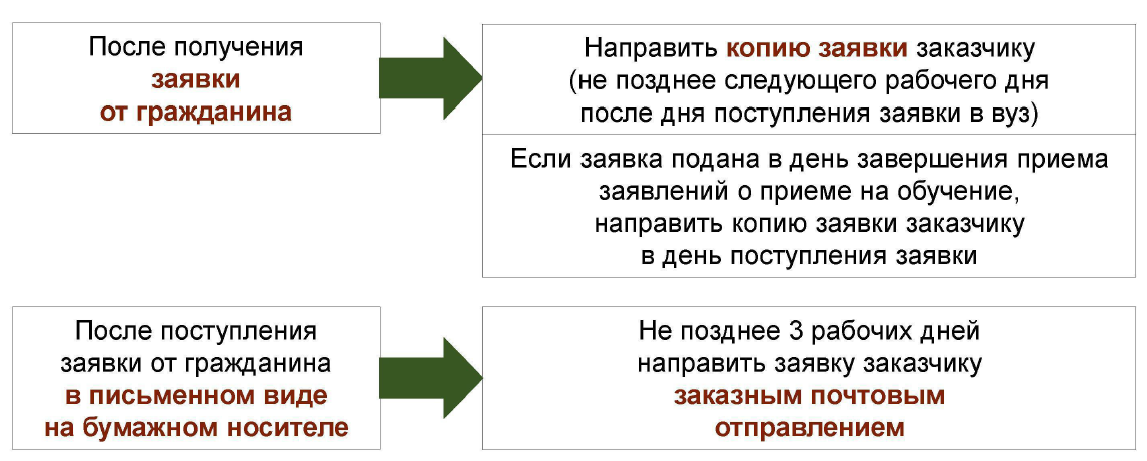 После получения
заявки
от гражданина
Направить копию заявки заказчику
(не позднее следующего рабочего дня
после дня поступления заявки в вуз)
Если заявка подана в день завершения приема
заявлений о приеме на обучение,
направить копию заявки заказчику
в день поступления заявки
После поступления
заявки от гражданина
в письменном виде
на бумажном носителе
Не позднее 3 рабочих дней
направить заявку заказчику
заказным почтовым
отправлением